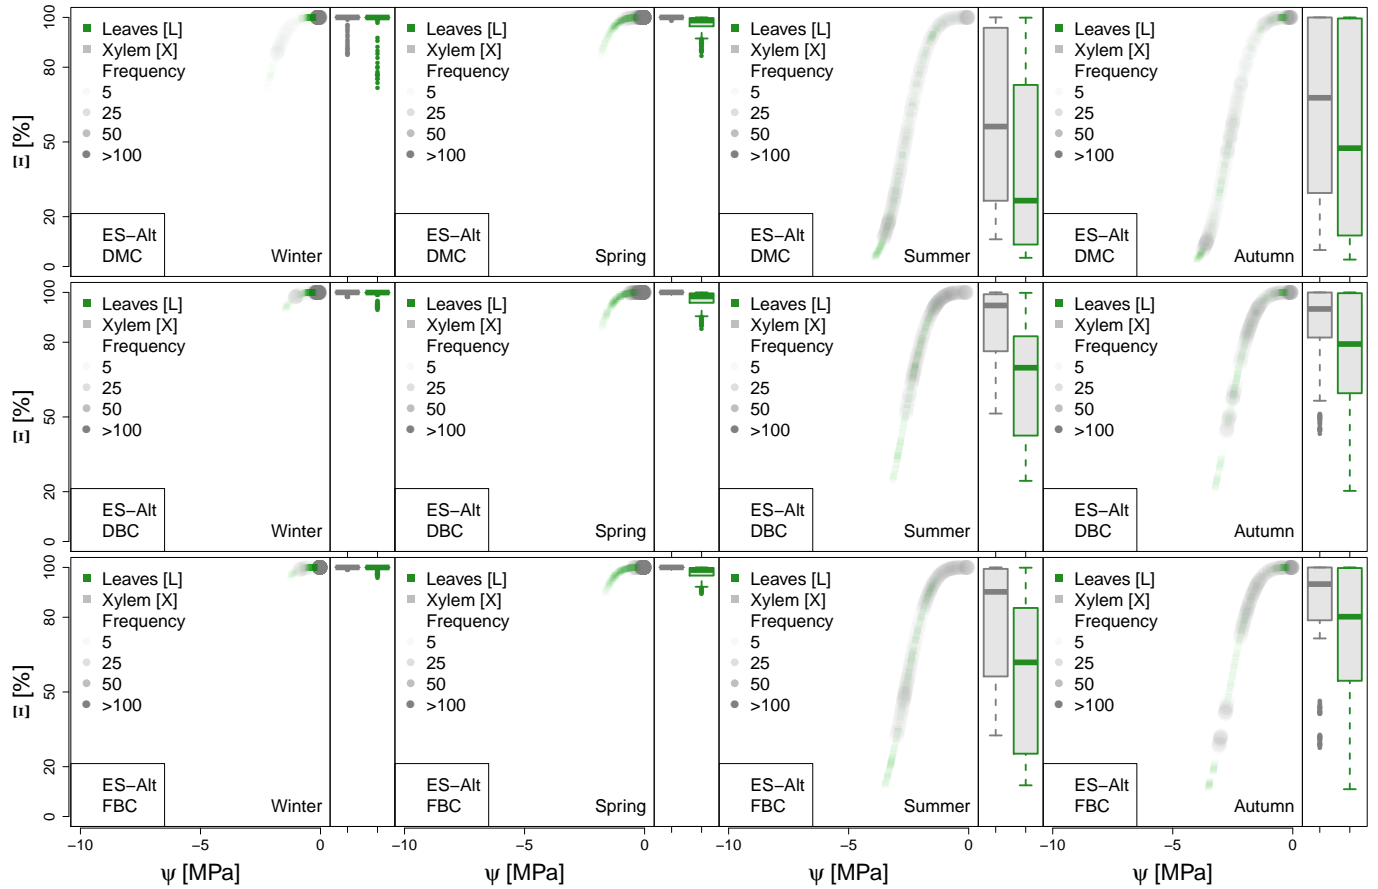 Ξ [%]
100
80
50
20
0
Leaves [L]
Xylem [X]
Frequency
5
25
50
>100
ES−Alt
DMC
Winter
Leaves [L]
Xylem [X]
Frequency
5
25
50
>100
ES−Alt
DMC
Spring
Leaves [L]
Xylem [X]
Frequency
5
25
50
>100
ES−Alt
DMC
Summer
Leaves [L]
Xylem [X]
Frequency
5
25
50
>100
ES−Alt
DMC
Autumn
Ξ [%]
100
80
50
20
0
Leaves [L]
Xylem [X]
Frequency
5
25
50
>100
ES−Alt
DBC
Winter
Leaves [L]
Xylem [X]
Frequency
5
25
50
>100
ES−Alt
DBC
Spring
Leaves [L]
Xylem [X]
Frequency
5
25
50
>100
ES−Alt
DBC
Summer
Leaves [L]
Xylem [X]
Frequency
5
25
50
>100
ES−Alt
DBC
Autumn
Ξ [%]
100
80
50
20
0
Leaves [L]
Xylem [X]
Frequency
5
25
50
>100
ES−Alt
FBC
Winter
Leaves [L]
Xylem [X]
Frequency
5
25
50
>100
ES−Alt
FBC
Spring
Leaves [L]
Xylem [X]
Frequency
5
25
50
>100
ES−Alt
FBC
Summer
Leaves [L]
Xylem [X]
Frequency
5
25
50
>100
ES−Alt
FBC
Autumn
−10 −5 0 −10 −5 0 −10 −5 0 −10 −5 0
ψ [MPa] ψ [MPa] ψ [MPa] ψ [MPa]